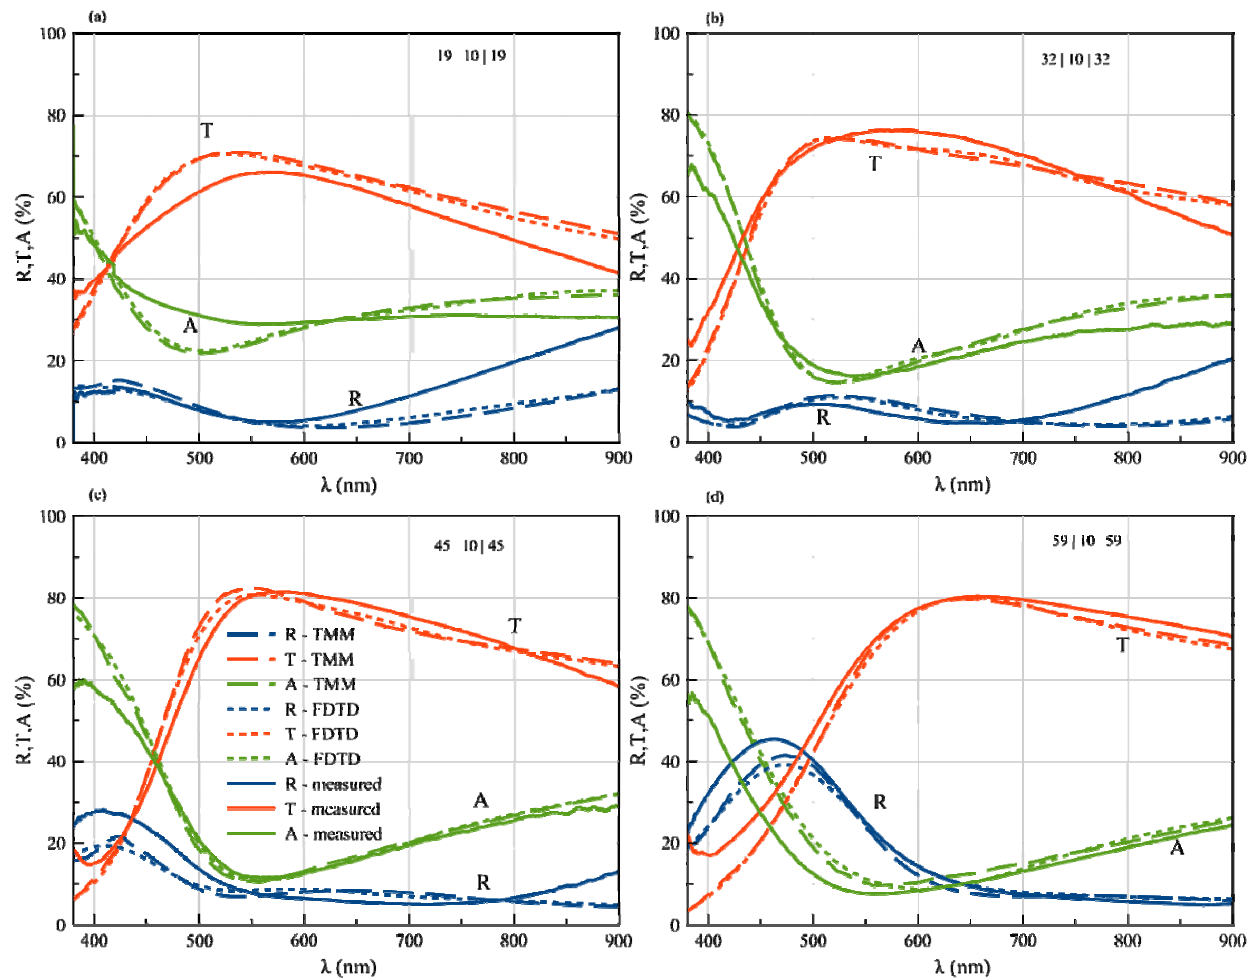 (a)
19 10 | 19
100
80
60
40
20
0
R,T,A (%)
T
A
R
400 500 600 700 800 900
λ (nm)
(b)
32 | 10 | 32
100
80
60
40
20
0
R,T,A (%)
T
A
R
400 500 600 700 800 900
λ (nm)
(c)
45 10 | 45
100
80
60
40
20
0
R,T,A (%)
T
A
R
R - TMM
T - TMM
A - TMM
R - FDTD
T - FDTD
A - FDTD
R - measured
T - measured
A - measured
400 500 600 700 800 900
λ (nm)
(d)
59 | 10 59
100
80
60
40
20
0
R,T,A (%)
T
R
A
400 500 600 700 800 900
λ (nm)